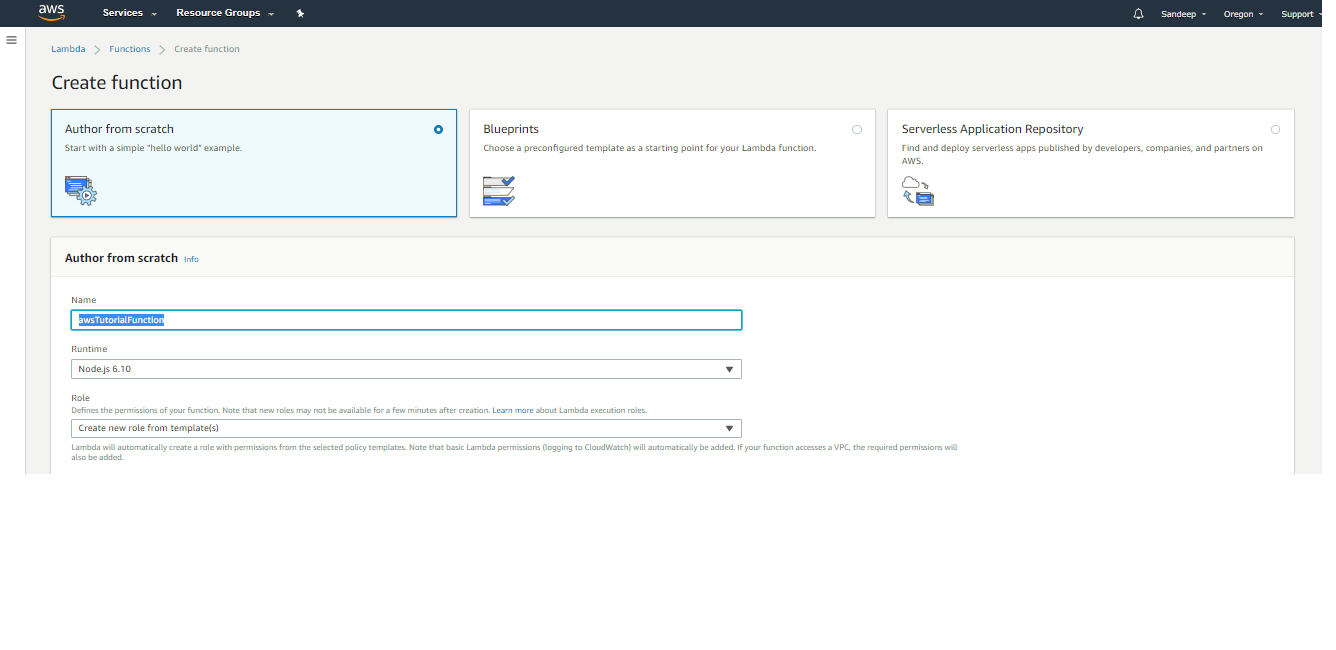 aws Services Resource Groups Sandeep Oregon Support
Lambda Functions Create function
Create function
Author from scratch
Start with a simple "hello world" example.
Blueprints
Choose a preconfigured template as a starting point for your Lambda function.
Serverless Application Repository
Find and deploy serverless apps published by developers, companies, and partners on
AWS.
Author from scratch Info
Name
awsTutorialFunction
Runtime
Node.js 6.10
Role
Defines the permissions of your function. Note that new roles may not be available for a few minutes after creation. Learn more about Lambda execution roles.
Create new role from template(s)
Lambda will automatically create a role with permissions from the selected policy templates. Note that basic Lambda permissions (logging to CloudWatch) will automatically be added. If your function accesses a VPC, the required permissions will
also be added.